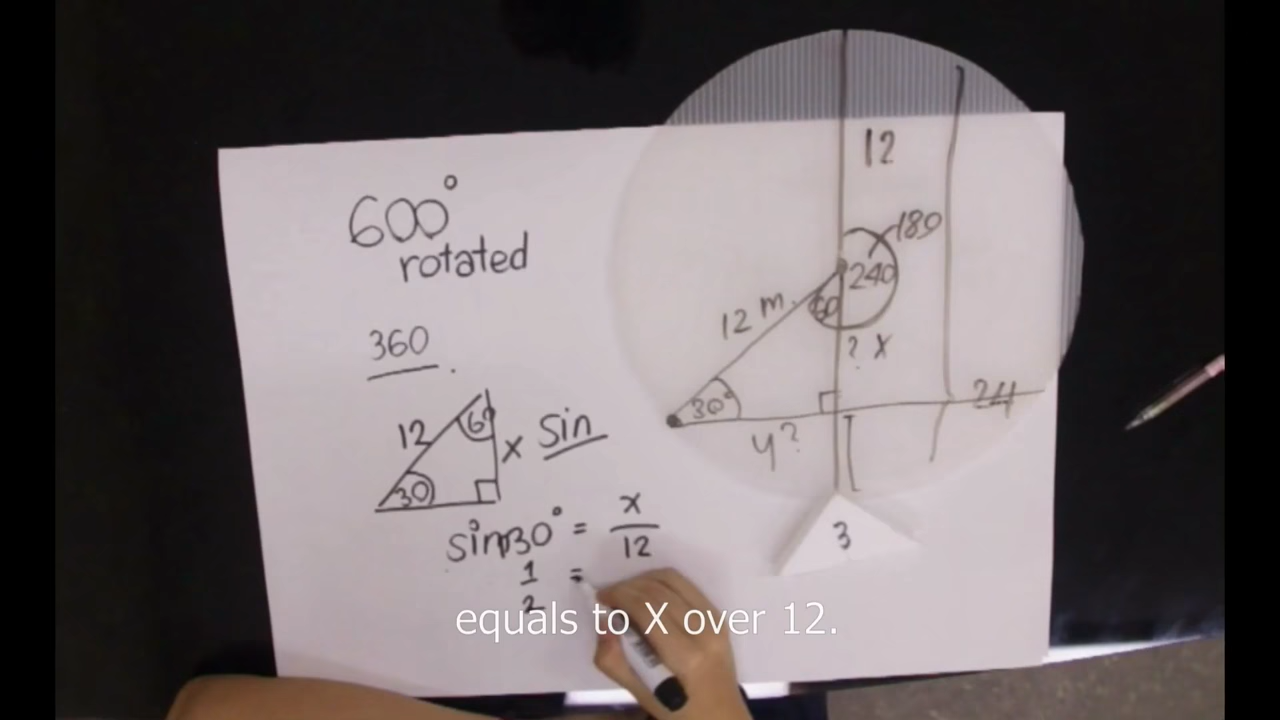 600°
rotated
360
12
60
30
x
sin
sin30° = x
12
1 =
2
12
180
240
60
12 m.
? x
30°
y?
24
3
equals to X over 12.